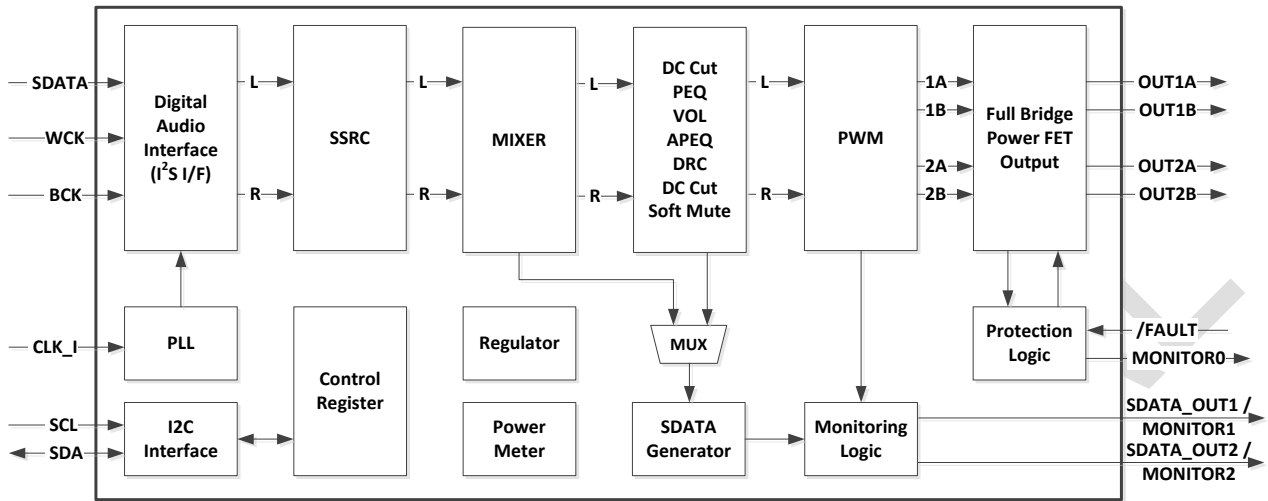 SDATA
WCK
BCK
Digital
Audio
Interface
(I²S I/F)
L
R
SSRC
L
R
MIXER
L
R
DC Cut
PEQ
VOL
APEQ
DRC
DC Cut
Soft Mute
L
R
PWM
1A
1B
2A
2B
Full Bridge
Power FET
Output
OUT1A
OUT1B
OUT2A
OUT2B
CLK_I
PLL
Control
Register
Regulator
MUX
Protection
Logic
/FAULT
MONITOR0
SCL
SDA
I2C
Interface
Power
Meter
SDATA
Generator
Monitoring
Logic
SDATA_OUT1 /
MONITOR1
SDATA_OUT2 /
MONITOR2